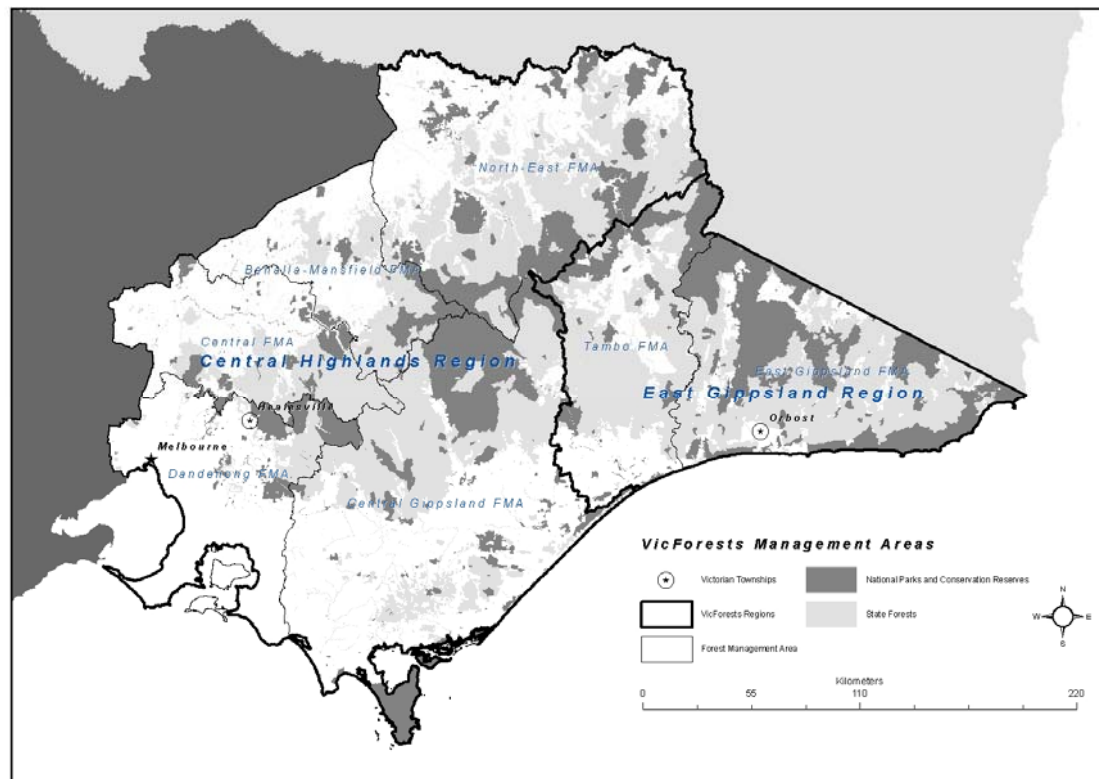 North-East FMA
Benalla-Mansfield FMA
Central FMA
Central Highlands Region
Tambo FMA
East Gippsland FMA
East Gippsland Region
Healesville
Orbost
Melbourne
Dandenong FMA
Central Gippsland FMA
VicForests Management Areas
Victorian Townships
National Parks and Conservation Reserves
VicForests Regions
State Forests
Forest Management Area
N
W
E
S
Kilometers
0 55 110 220